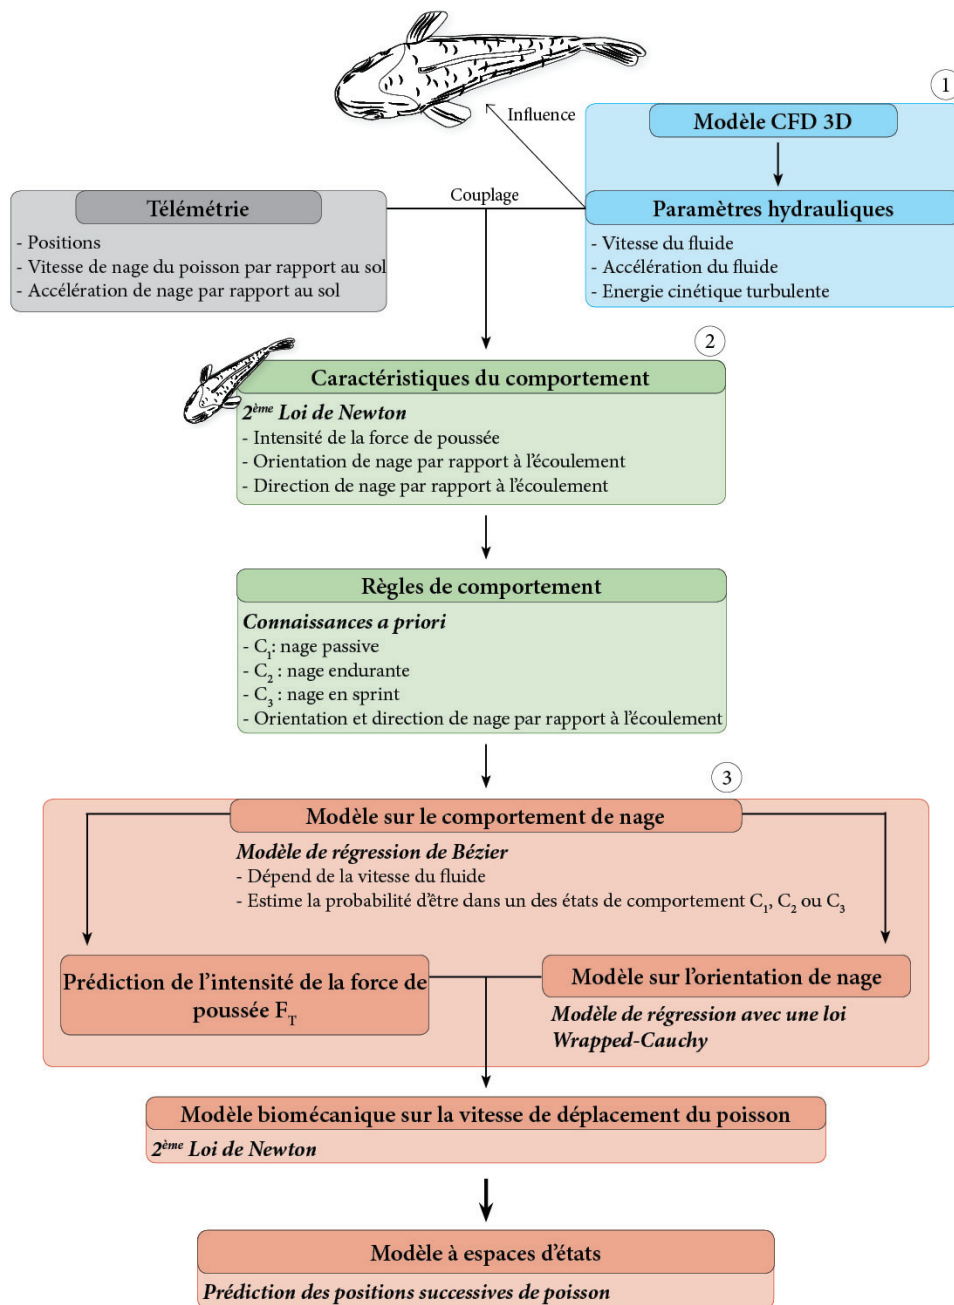 Influence
1
Modèle CFD 3D
Couplage
Télémétrie
- Positions
- Vitesse de nage du poisson par rapport au sol
- Accélération de nage par rapport au sol
Paramètres hydrauliques
- Vitesse du fluide
- Accélération du fluide
- Energie cinétique turbulente
2
Caractéristiques du comportement
2ème Loi de Newton
- Intensité de la force de poussée
- Orientation de nage par rapport à l'écoulement
- Direction de nage par rapport à l'écoulement
Règles de comportement
Connaissances a priori
- C1: nage passive
- C2 : nage endurante
- C3 : nage en sprint
- Orientation et direction de nage par rapport à l'écoulement
3
Modèle sur le comportement de nage
Modèle de régression de Bézier
- Dépend de la vitesse du fluide
- Estime la probabilité d'être dans un des états de comportement C1, C2 ou C3
Prédiction de l'intensité de la force de
poussée FT
Modèle sur l'orientation de nage
Modèle de régression avec une loi
Wrapped-Cauchy
Modèle biomécanique sur la vitesse de déplacement du poisson
2ème Loi de Newton
Modèle à espaces d'états
Prédiction des positions successives de poisson